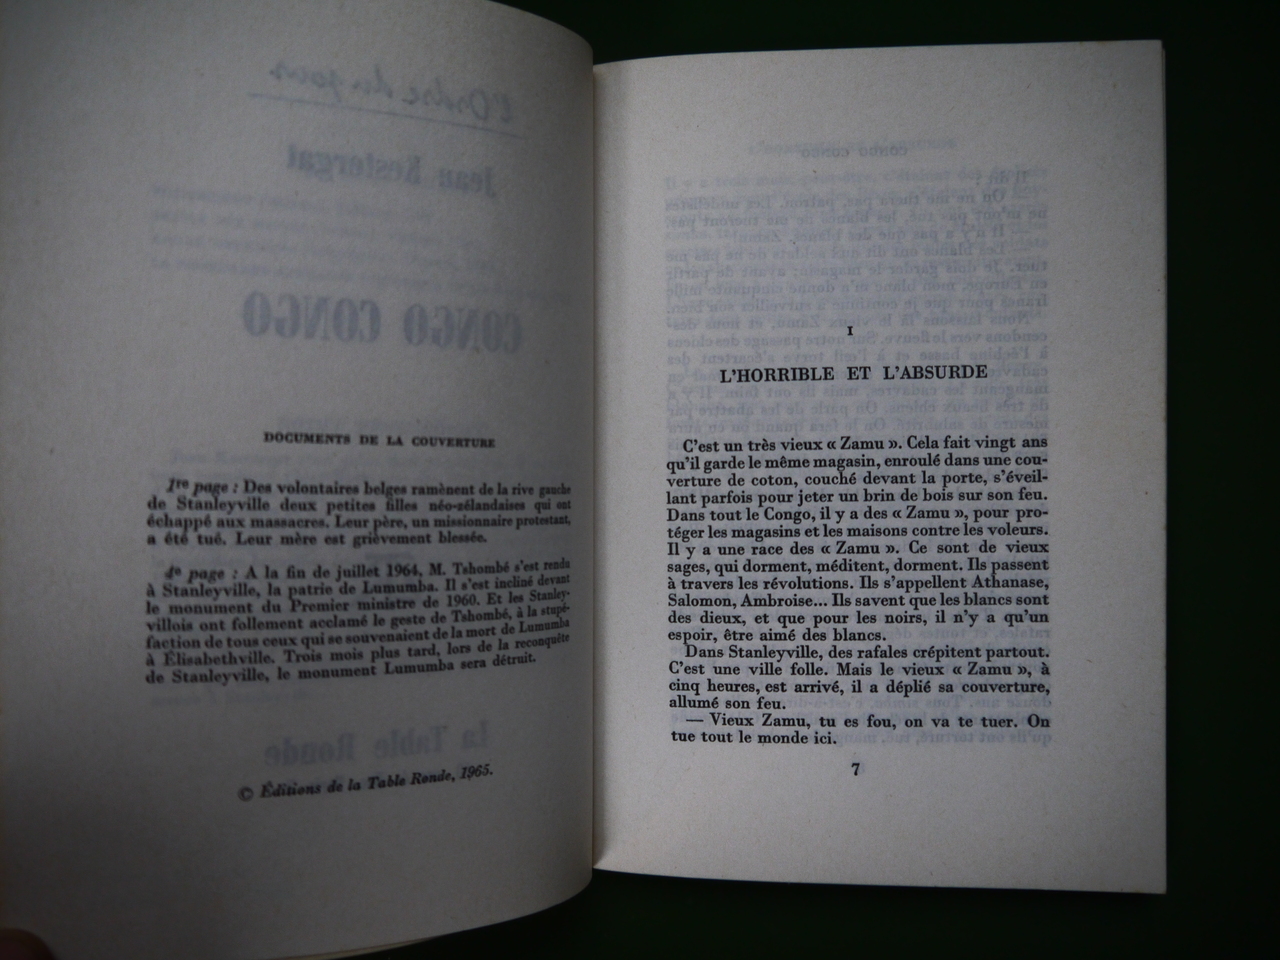 DOCUMENTS DE LA COUVERTURE
1re page : Des volontaires belges ramènent de la rive gauche
de Stanleyville deux petites filles néo-zélandaises qui ont
échappé aux massacres. Leur père, un missionnaire protestant,
a été tué. Leur mère est grièvement blessée.
4e page : A la fin de juillet 1964, M. Tshombé s'est rendu
à Stanleyville, la patrie de Lumumba. Il s'est incliné devant
le monument du Premier ministre de 1960. Et les Stanley-
villois ont follement acclamé le geste de Tshombé, à la stupé-
faction de tous ceux qui se souvenaient de la mort de Lumumba
à Élisabethville. Trois mois plus tard, lors de la reconquête
de Stanleyville, le monument Lumumba sera détruit.
© Éditions de la Table Ronde, 1965.
I
L'HORRIBLE ET L'ABSURDE
C'est un très vieux « Zamu ». Cela fait vingt ans
qu'il garde le même magasin, enroulé dans une cou-
verture de coton, couché devant la porte, s'éveil-
lant parfois pour jeter un brin de bois sur son feu.
Dans tout le Congo, il y a des « Zamu », pour pro-
téger les magasins et les maisons contre les voleurs.
Il y a une race des « Zamu ». Ce sont de vieux
sages, qui dorment, méditent, dorment. Ils passent
à travers les révolutions. Ils s'appellent Athanase,
Salomon, Ambroise... Ils savent que les blancs sont
des dieux, et que pour les noirs, il n'y a qu'un
espoir, être aimé des blancs.
Dans Stanleyville, des rafales crépitent partout.
C'est une ville folle. Mais le vieux « Zamu », à
cinq heures, est arrivé, il a déplié sa couverture,
allumé son feu.
— Vieux Zamu, tu es fou, on va te tuer. On
tue tout le monde ici.
7